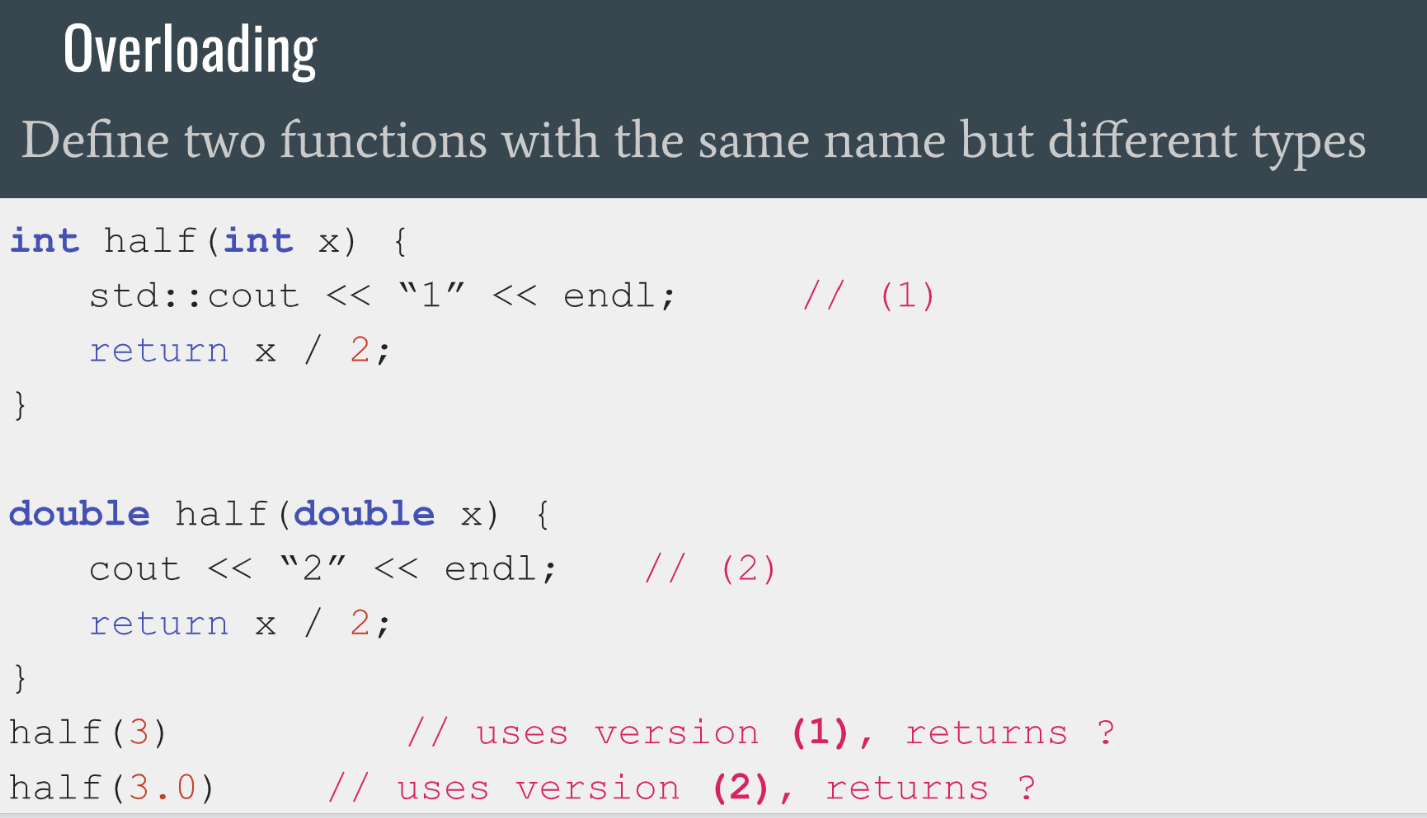 Overloading
Define two functions with the same name but different types
int half(int x) {
    std::cout << “1” << endl;     // (1)
    return x / 2;
}
double half(double x) {
    cout << “2” << endl;    // (2)
    return x / 2;
}
half(3)          // uses version (1), returns ?
half(3.0)     // uses version (2), returns ?